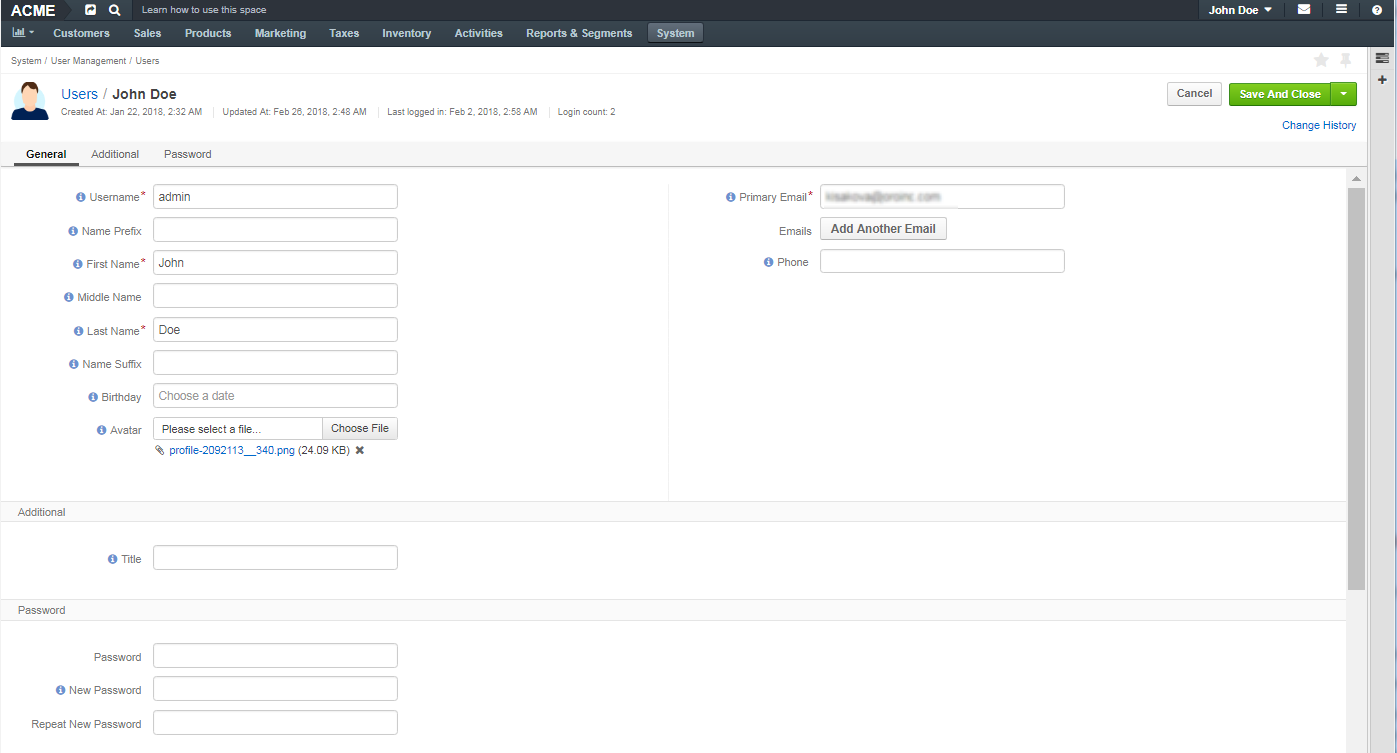 ACME Learn how to use this space John Doe
Customers Sales Products Marketing Taxes Inventory Activities Reports & Segments System
System / User Management / Users
Users / John Doe
Cancel Save And Close
Created At: Jan 22, 2018, 2:32 AM Updated At: Feb 26, 2018, 2:48 AM Last logged in: Feb 2, 2018, 2:58 AM Login count: 2
Change History
General Additional Password
Username* admin
Name Prefix
First Name* John
Middle Name
Last Name* Doe
Name Suffix
Birthday Choose a date
Avatar Please select a file... Choose File
profile-2092113__340.png (24.09 KB)
Primary Email*
Emails Add Another Email
Phone
Additional
Title
Password
Password
New Password
Repeat New Password